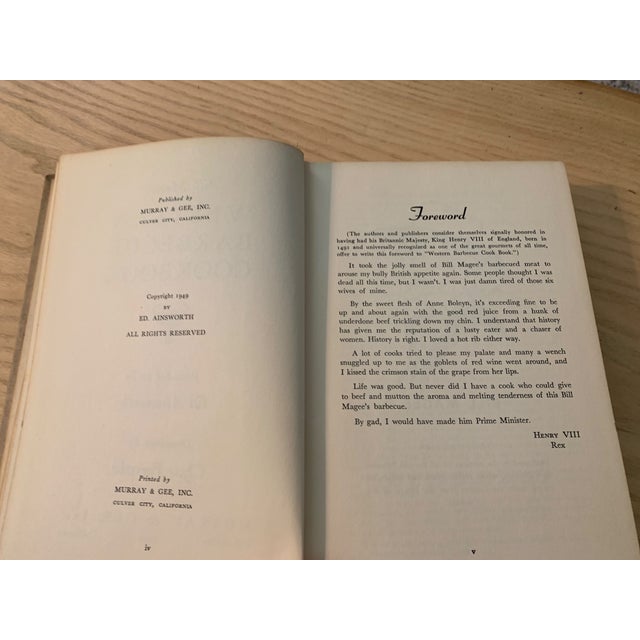 Published by
MURRAY & GEE, INC.
CULVER CITY, CALIFORNIA
Copyright 1949
BY
ED. AINSWORTH
ALL RIGHTS RESERVED
Printed by
MURRAY & GEE, INC.
CULVER CITY, CALIFORNIA
iv
Foreword
(The authors and publishers consider themselves signally honored in
having had his Britannic Majesty, King Henry VIII of England, born in
1491 and universally recognized as one of the great gourmets of all time,
offer to write this foreword to "Western Barbecue Cook Book.")
It took the jolly smell of Bill Magee's barbecued meat to
arouse my bully British appetite again. Some people thought I was
dead all this time, but I wasn't. I was just damn tired of those six
wives of mine.
By the sweet flesh of Anne Boleyn, it's exceeding fine to be
up and about again with the good red juice from a hunk of
underdone beef trickling down my chin. I understand that history
has given me the reputation of a lusty eater and a chaser of
women. History is right. I loved a hot rib either way.
A lot of cooks tried to please my palate and many a wench
snuggled up to me as the goblets of red wine went around, and
I kissed the crimson stain of the grape from her lips.
Life was good. But never did I have a cook who could give
to beef and mutton the aroma and melting tenderness of this Bill
Magee's barbecue.
By gad, I would have made him Prime Minister.
HENRY VIII
REX
v